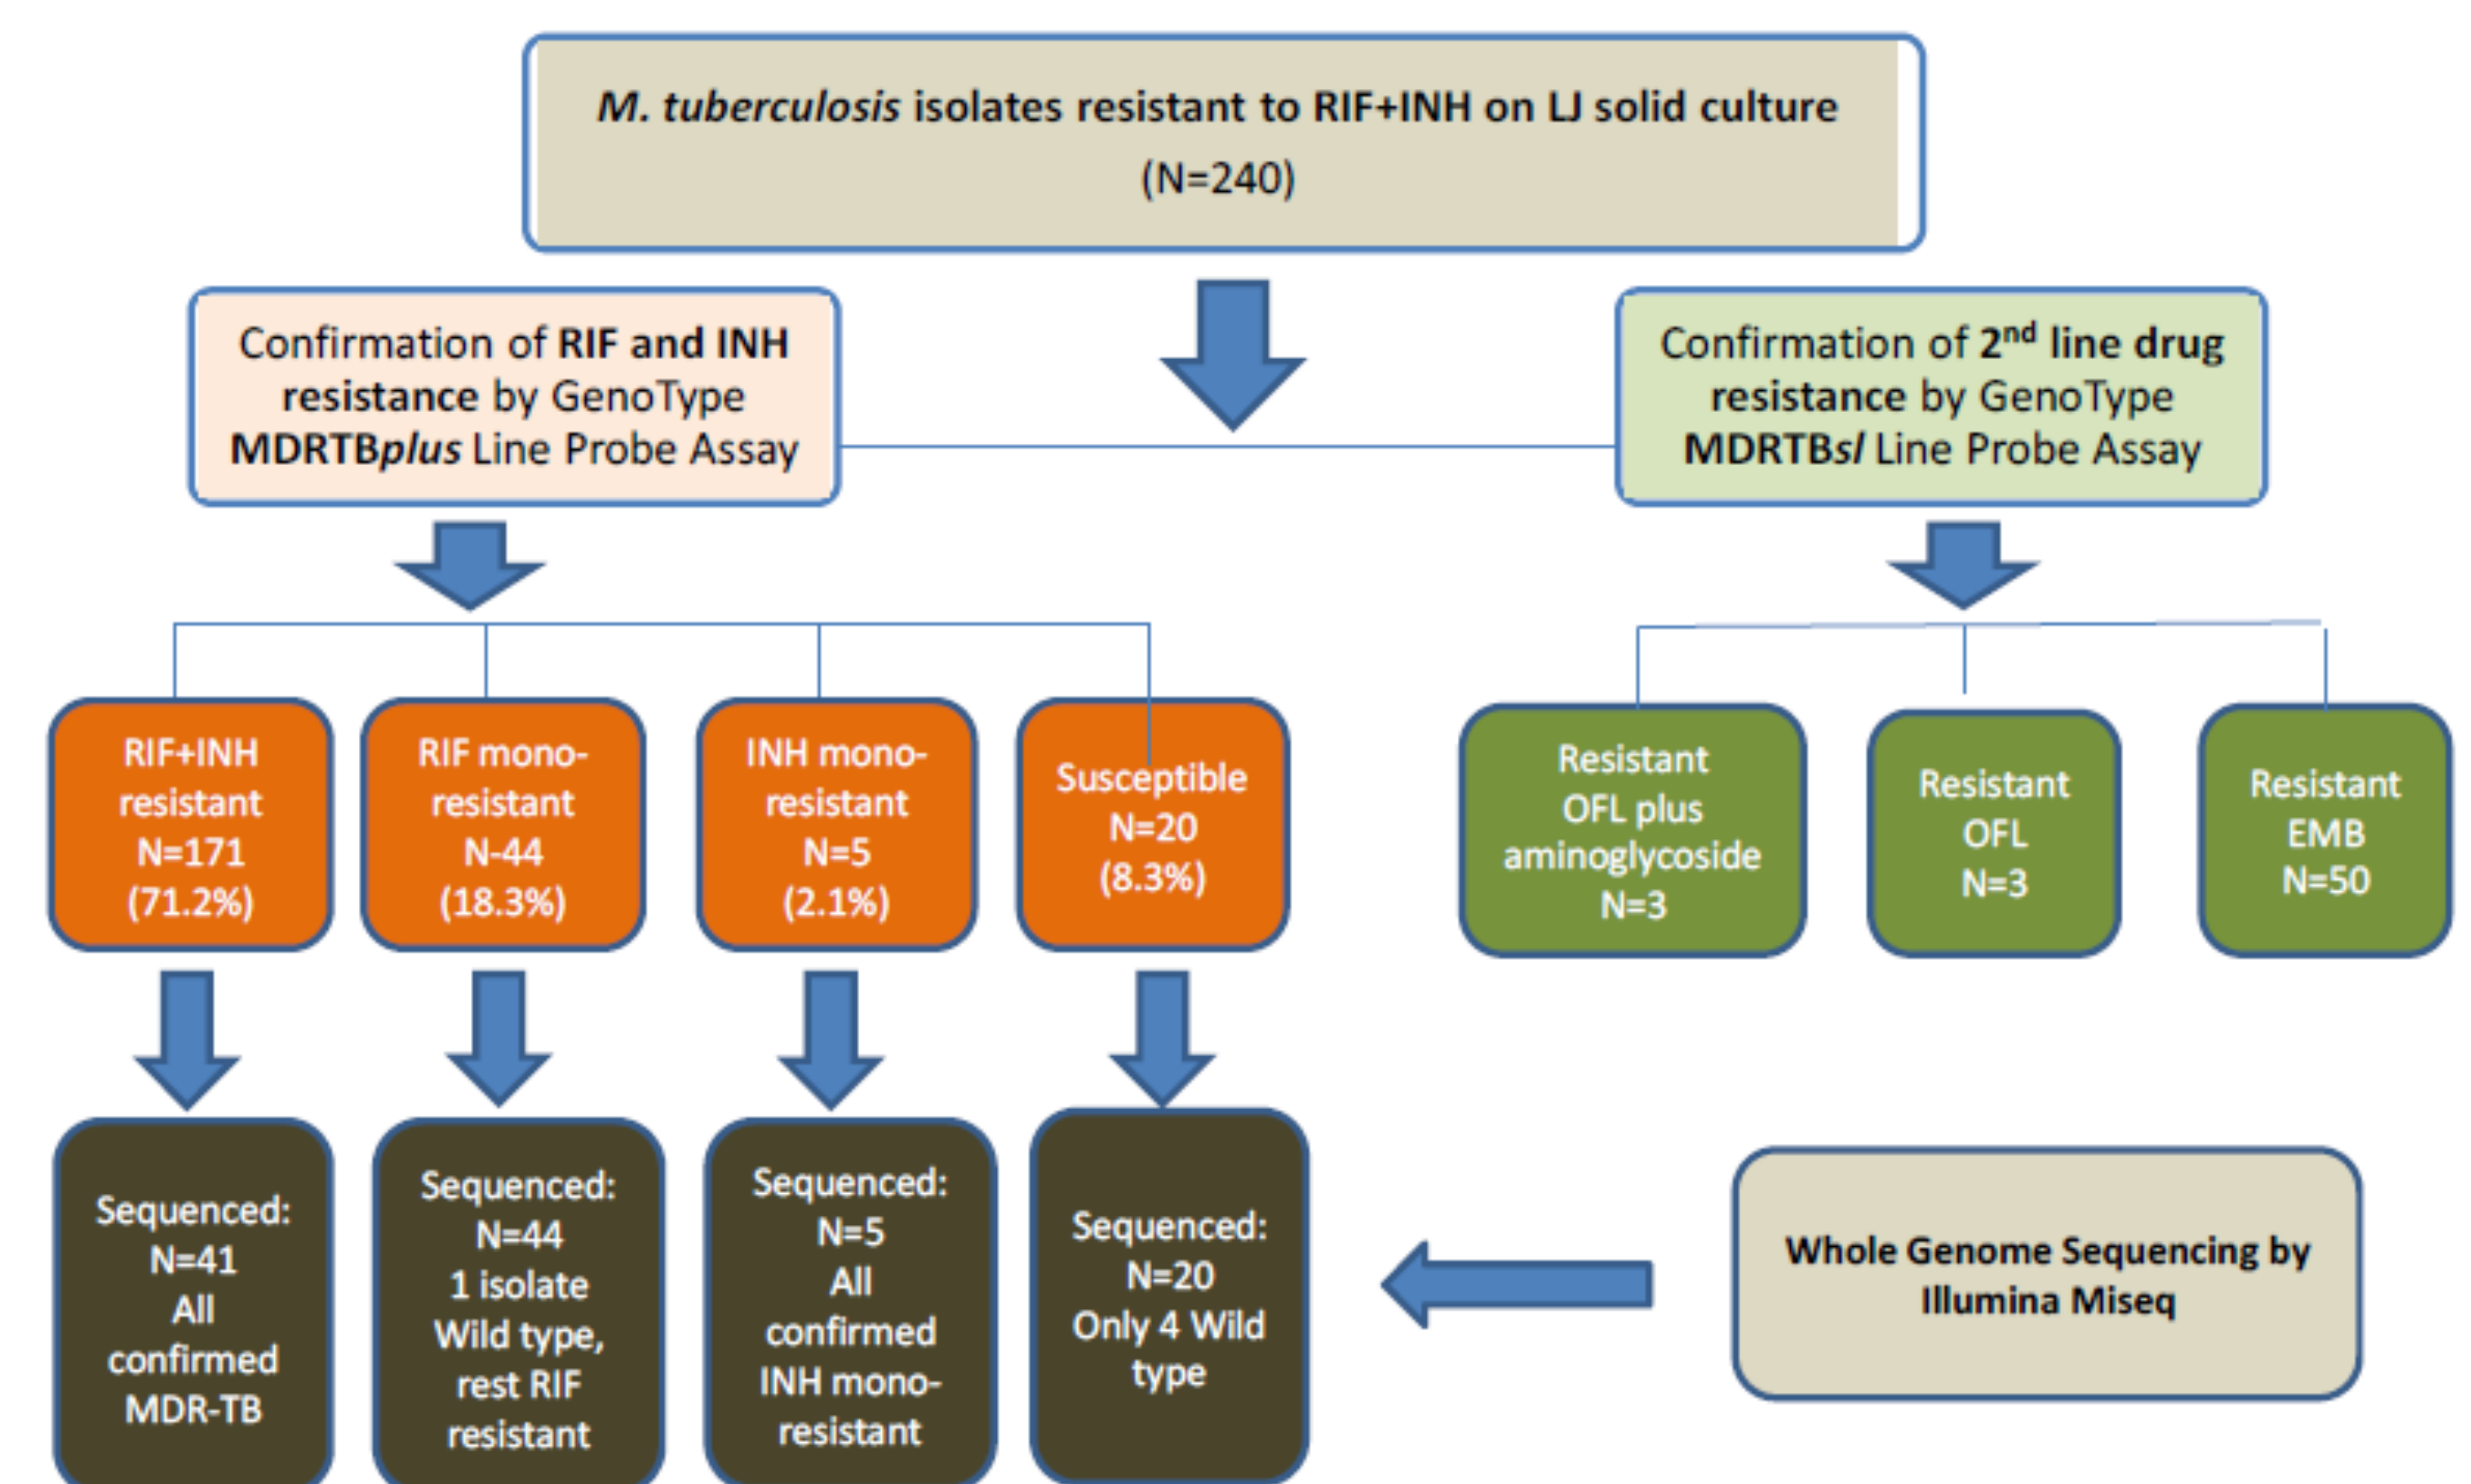 M. tuberculosis isolates resistant to RIF+INH on LJ solid culture
(N=240)
Confirmation of RIF and INH
resistance by GenoType
MDRTBplus Line Probe Assay
Confirmation of 2nd line drug
resistance by GenoType
MDRTBsl Line Probe Assay
RIF+INH
resistant
N=171
(71.2%)
RIF mono-
resistant
N-44
(18.3%)
INH mono-
resistant
N=5
(2.1%)
Susceptible
N=20
(8.3%)
Resistant
OFL plus
aminoglycoside
N=3
Resistant
OFL
N=3
Resistant
EMB
N=50
Sequenced:
N=41
All
confirmed
MDR-TB
Sequenced:
N=44
1 isolate
Wild type,
rest RIF
resistant
Sequenced:
N=5
All
confirmed
INH mono-
resistant
Sequenced:
N=20
Only 4 Wild
type
Whole Genome Sequencing by
Illumina Miseq